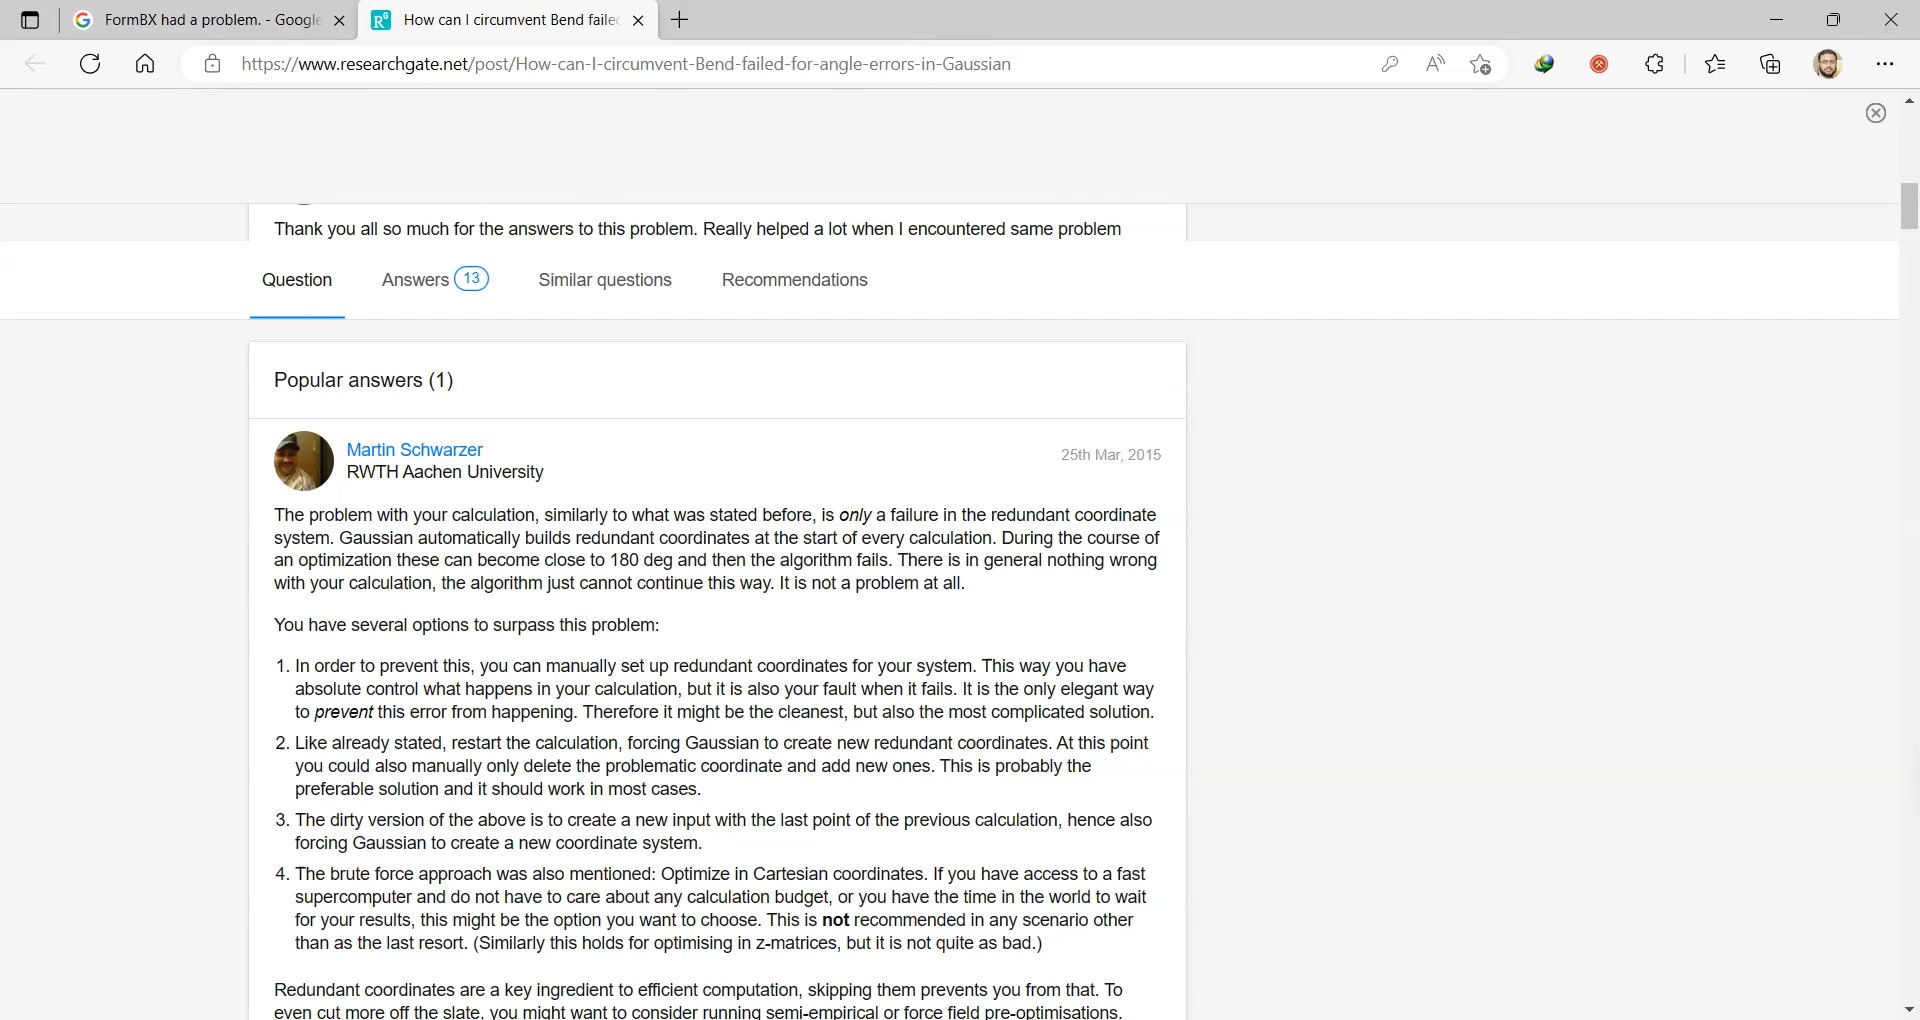 FormBX had a problem. - Google
How can I circumvent Bend failed
https://www.researchgate.net/post/How-can-I-circumvent-Bend-failed-for-angle-errors-in-Gaussian
Thank you all so much for the answers to this problem. Really helped a lot when I encountered same problem
Question
Answers 13
Similar questions
Recommendations
Popular answers (1)
Martin Schwarzer
25th Mar, 2015
RWTH Aachen University
The problem with your calculation, similarly to what was stated before, is only a failure in the redundant coordinate
system. Gaussian automatically builds redundant coordinates at the start of every calculation. During the course of
an optimization these can become close to 180 deg and then the algorithm fails. There is in general nothing wrong
with your calculation, the algorithm just cannot continue this way. It is not a problem at all.
You have several options to surpass this problem:
1. In order to prevent this, you can manually set up redundant coordinates for your system. This way you have
absolute control what happens in your calculation, but it is also your fault when it fails. It is the only elegant way
to prevent this error from happening. Therefore it might be the cleanest, but also the most complicated solution.
2. Like already stated, restart the calculation, forcing Gaussian to create new redundant coordinates. At this point
you could also manually only delete the problematic coordinate and add new ones. This is probably the
preferable solution and it should work in most cases.
3. The dirty version of the above is to create a new input with the last point of the previous calculation, hence also
forcing Gaussian to create a new coordinate system.
4. The brute force approach was also mentioned: Optimize in Cartesian coordinates. If you have access to a fast
supercomputer and do not have to care about any calculation budget, or you have the time in the world to wait
for your results, this might be the option you want to choose. This is not recommended in any scenario other
than as the last resort. (Similarly this holds for optimising in z-matrices, but it is not quite as bad.)
Redundant coordinates are a key ingredient to efficient computation, skipping them prevents you from that. To
even cut more off the slate, you might want to consider running semi-empirical or force field pre-optimisations.